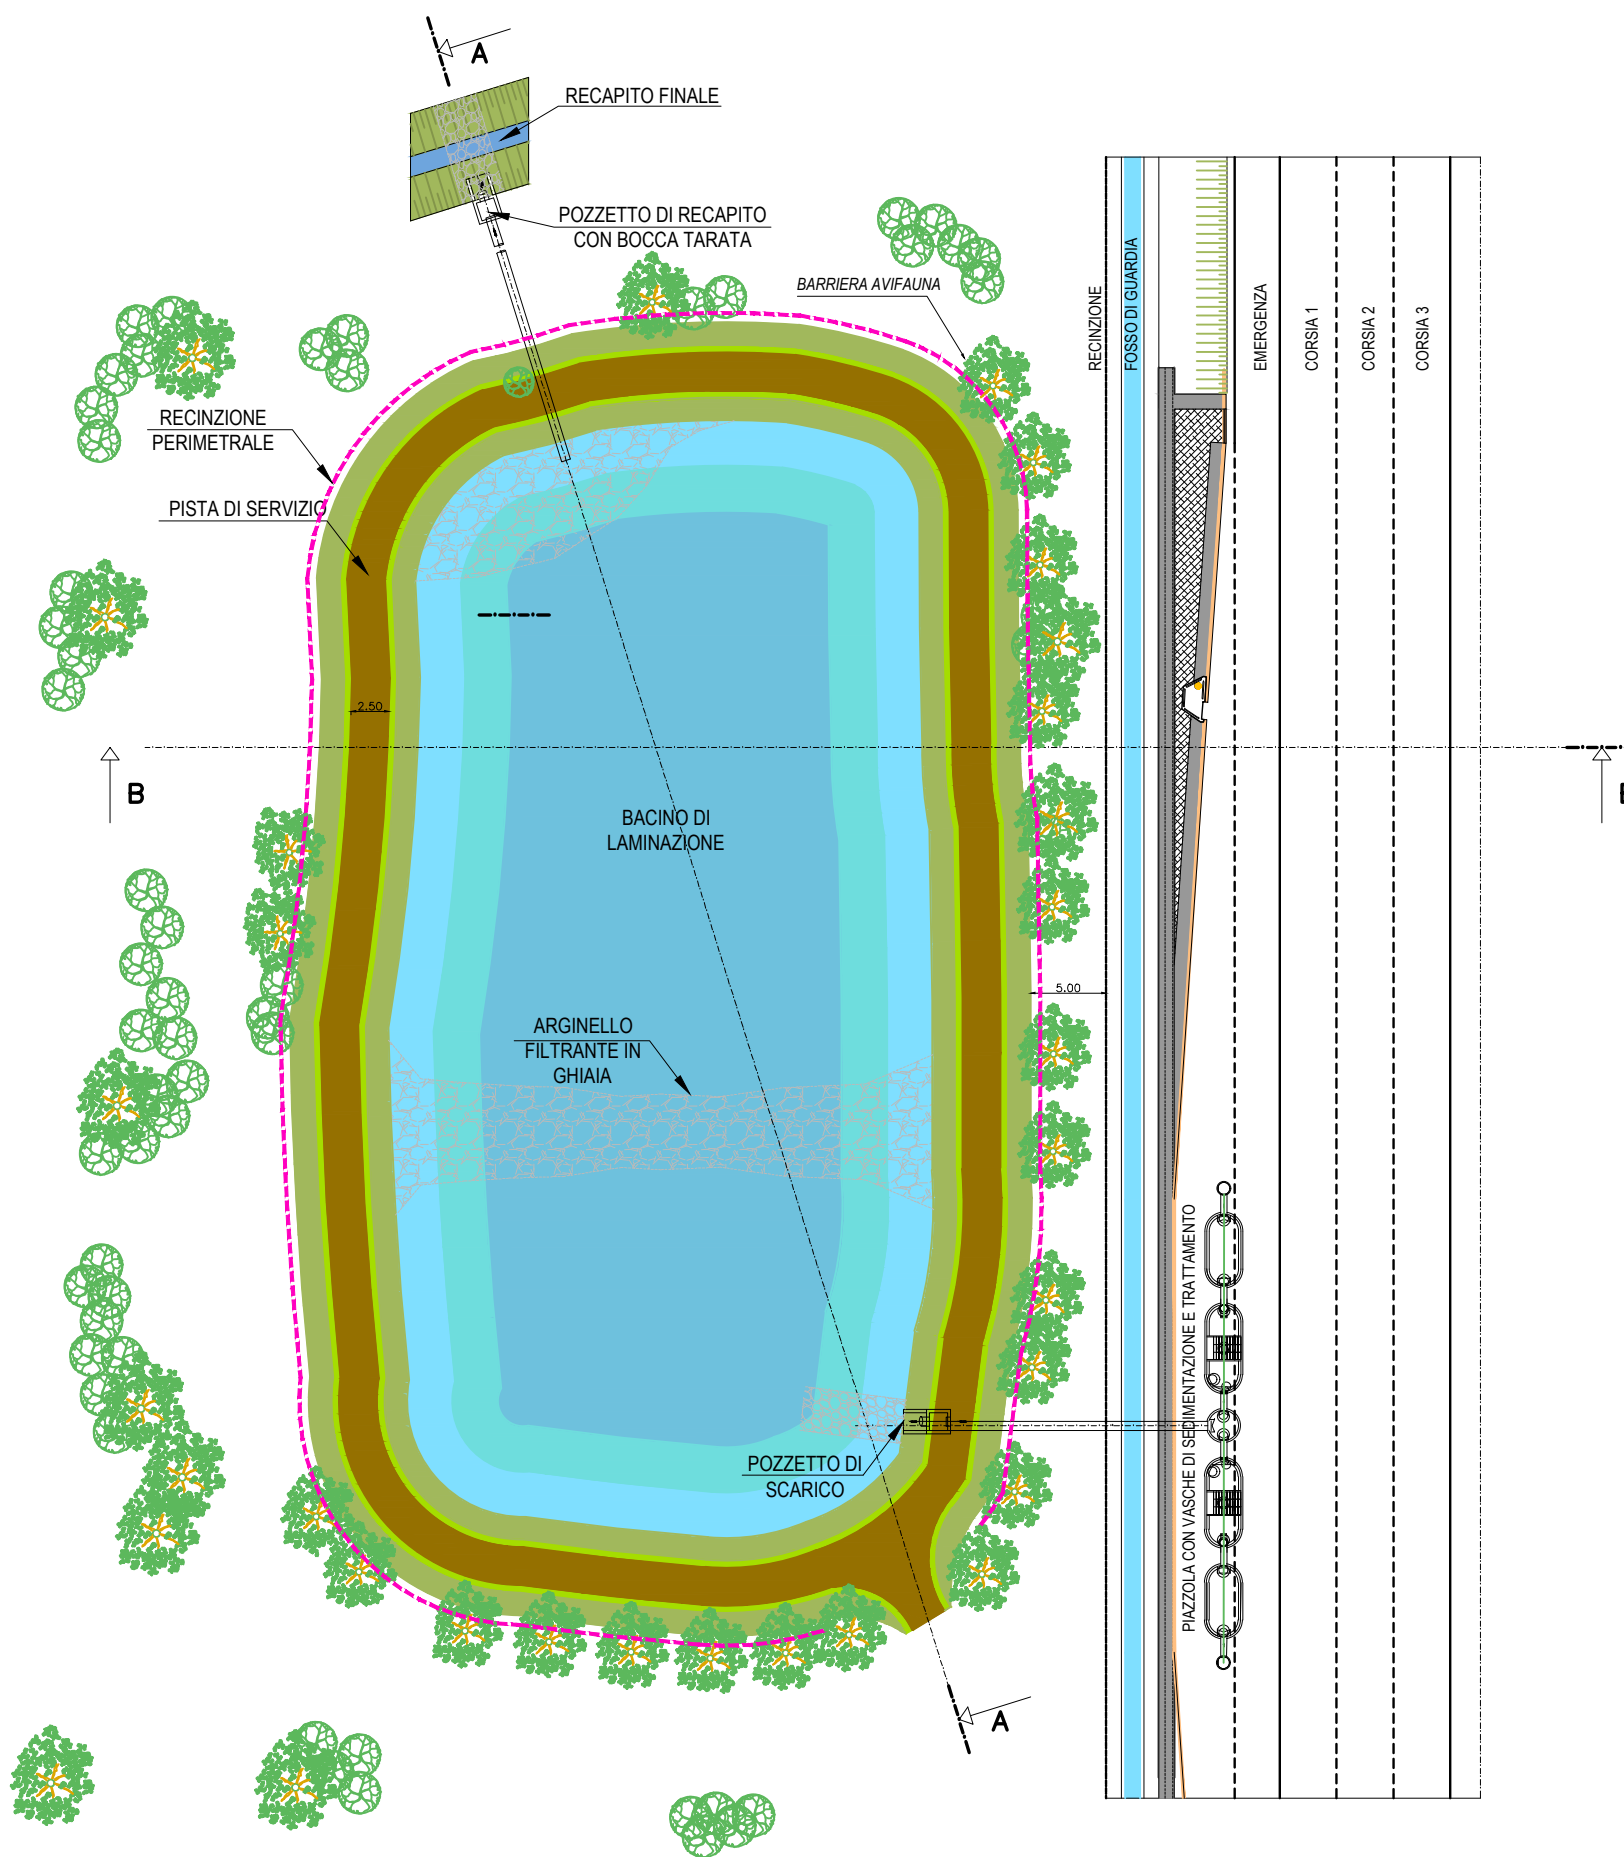 A
RECAPITO FINALE
POZZETTO DI RECAPITO
CON BOCCA TARATA
BARRIERA AVIFAUNA
RECINZIONE
FOSSO DI GUARDIA
EMERGENZA
CORSIA 1
CORSIA 2
CORSIA 3
RECINZIONE
PERIMETRALE
PISTA DI SERVIZIO
2.50
B
BACINO DI
LAMINAZIONE
5.00
ARGINELLO
FILTRANTE IN
GHIAIA
PIAZZOLA CON VASCHE DI SEDIMENTAZIONE E TRATTAMENTO
POZZETTO DI
SCARICO
A